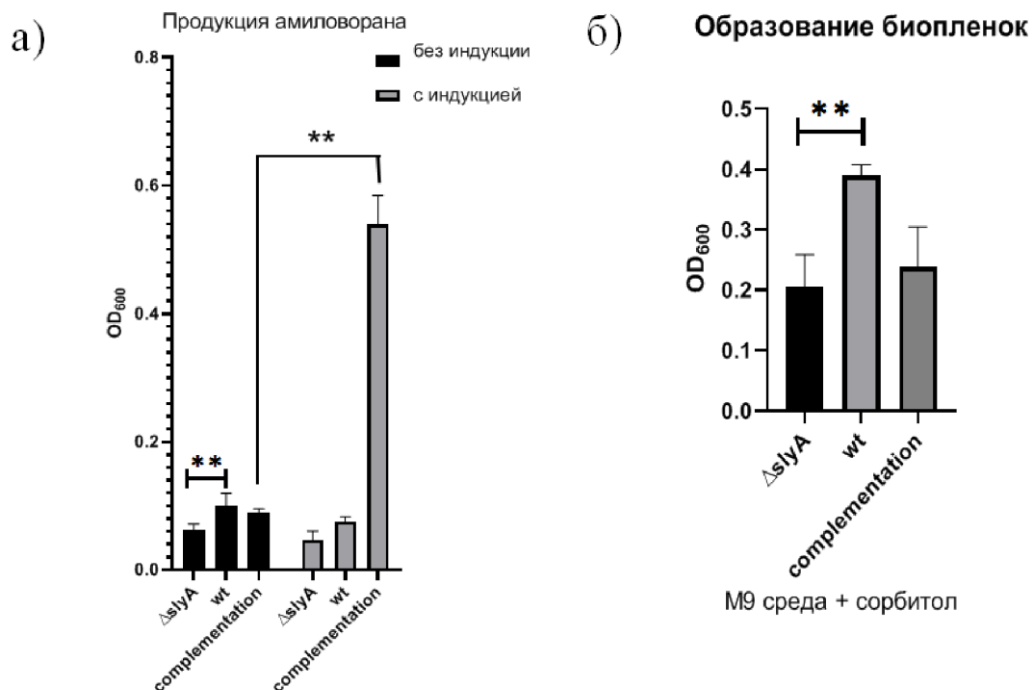 а)
Продукция амиловорана
без индукции
с индукцией
OD600
0.8
0.6
0.4
0.2
0.0
**
**
ΔslyA
wt
complementation
ΔslyA
wt
complementation
б)
Образование биопленок
OD600
0.5
0.4
0.3
0.2
0.1
0.0
**
ΔslyA
wt
complementation
М9 среда + сорбитол